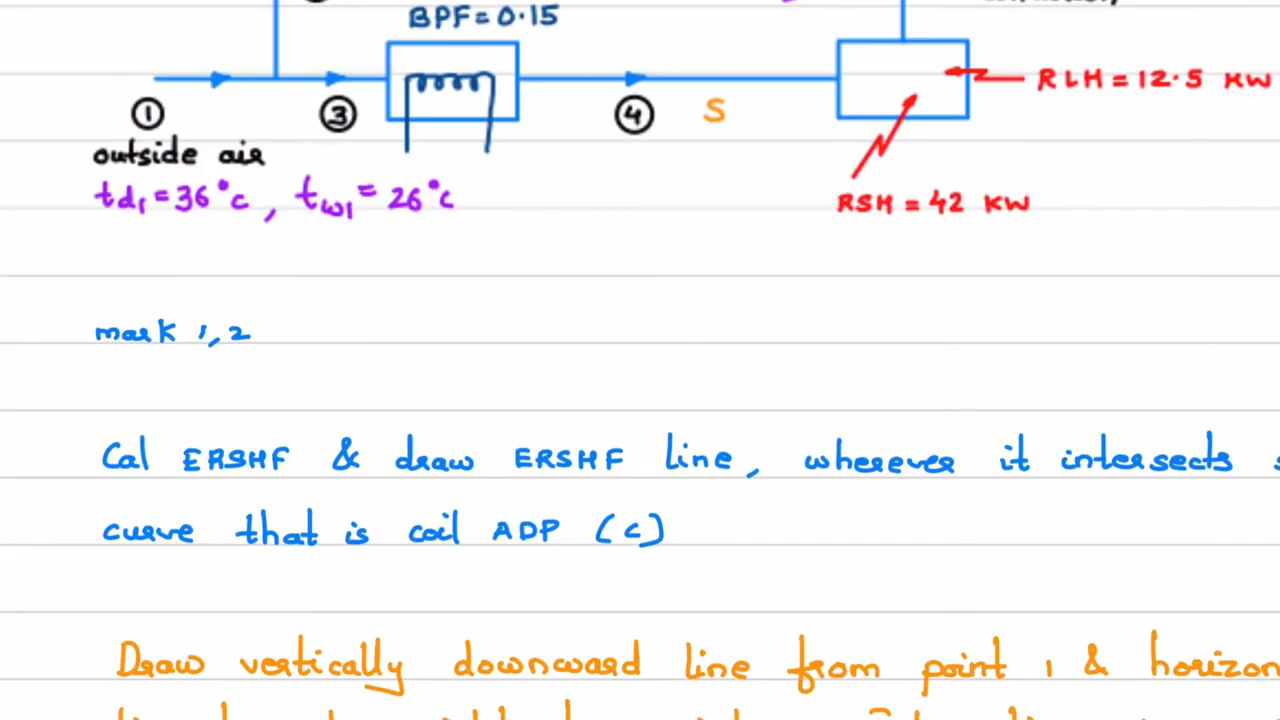 BPF = 0.15
RLH = 12.5 KW
① ③ ④ S
outside air
td₁ = 36°c , tw₁ = 26°c
RSH = 42 KW
mark 1,2
Cal ERSHF & draw ERSHF line, wherever it intersects
curve that is coil ADP (c)
Draw vertically downward line from point 1 & horizon